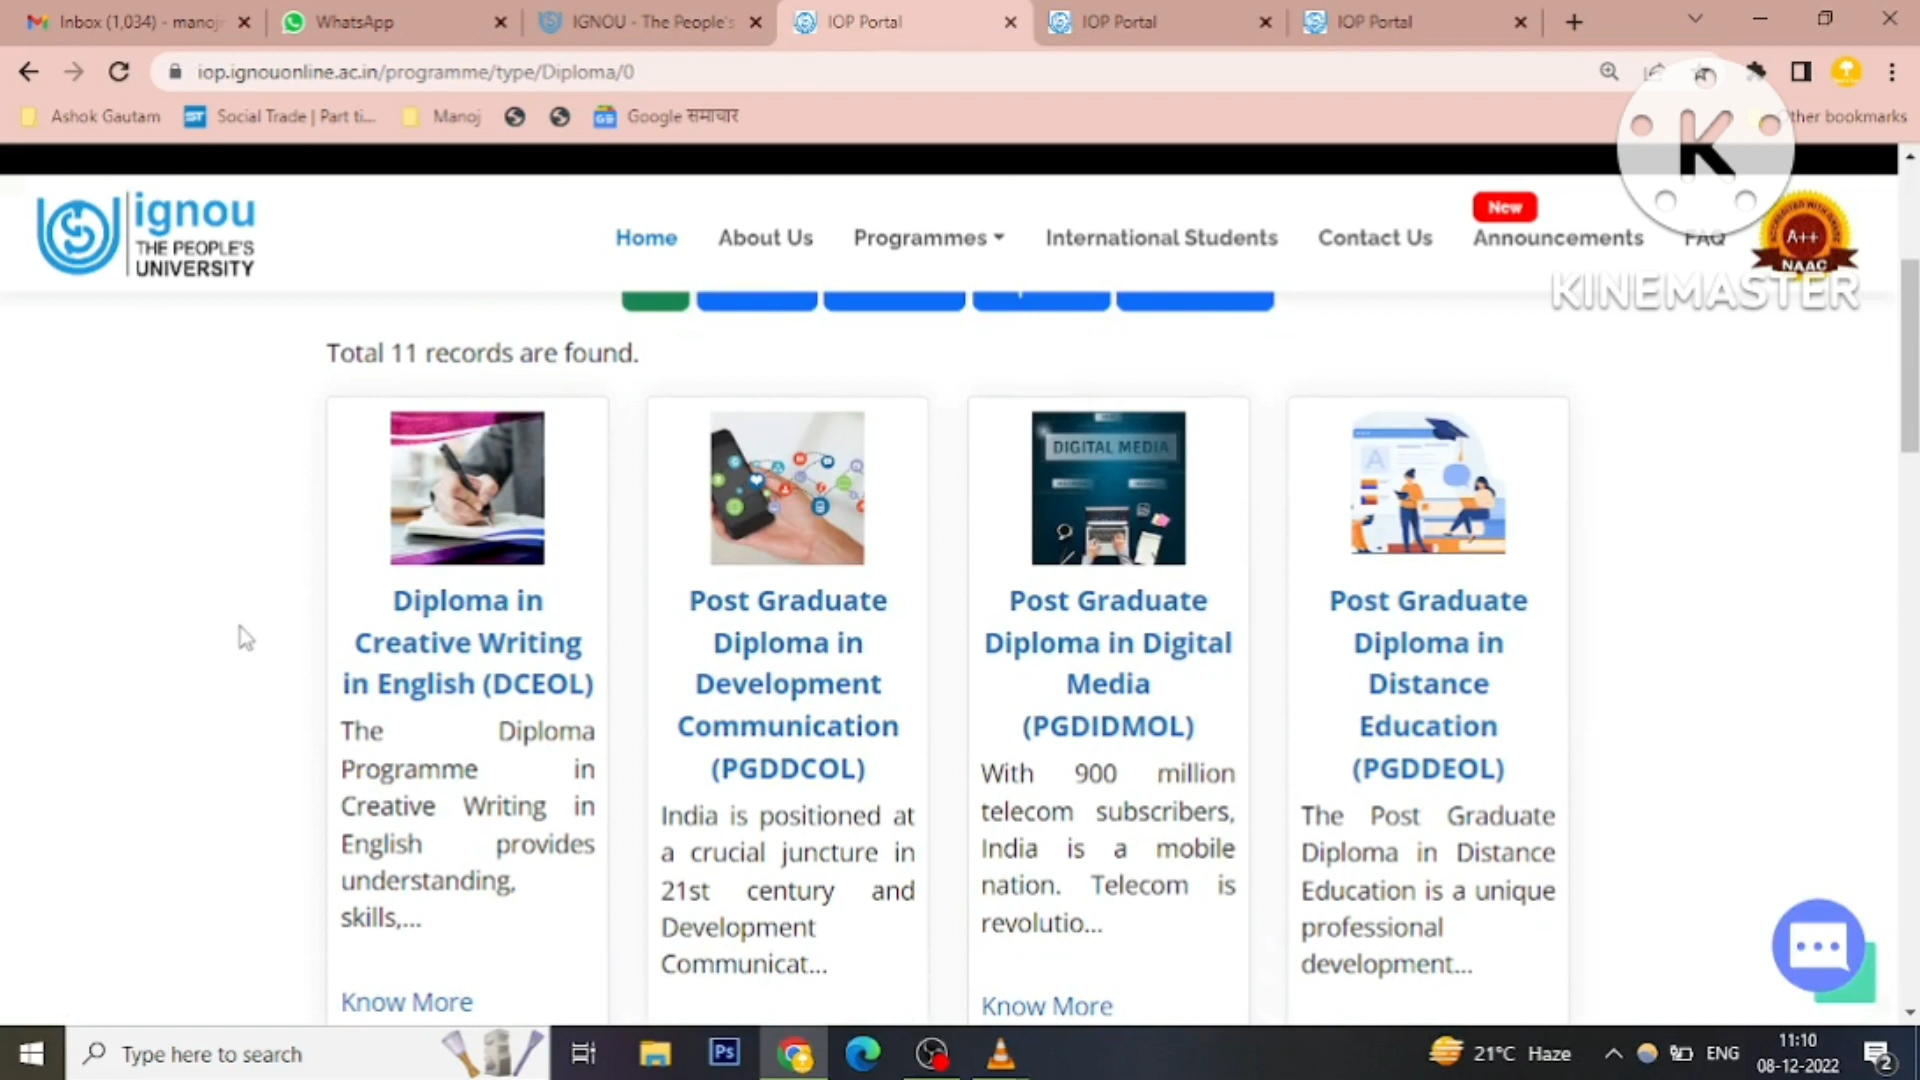 Inbox (1,034) - manoj
WhatsApp
IGNOU - The People's
IOP Portal
IOP Portal
IOP Portal
iop.ignouonline.ac.in/programme/type/Diploma/0
Ashok Gautam
ST
Social Trade | Part ti...
Manoj
Google समाचार
Other bookmarks
K
KINEMASTER
ignou
THE PEOPLE'S
UNIVERSITY
Home
About Us
Programmes
International Students
Contact Us
New
Announcements
FAQ
A++
NAAC
Total 11 records are found.
DIGITAL MEDIA
A
Diploma in
Creative Writing
in English (DCEOL)
The Diploma
Programme in
Creative Writing in
English provides
understanding,
skills,...
Know More
Post Graduate
Diploma in
Development
Communication
(PGDDCOL)
India is positioned at
a crucial juncture in
21st century and
Development
Communicat...
Post Graduate
Diploma in Digital
Media
(PGDIDMOL)
With 900 million
telecom subscribers,
India is a mobile
nation. Telecom is
revolutio...
Know More
Post Graduate
Diploma in
Distance
Education
(PGDDEOL)
The Post Graduate
Diploma in Distance
Education is a unique
professional
development...
Type here to search
Ps
21°C Haze
ENG
11:10
08-12-2022
2